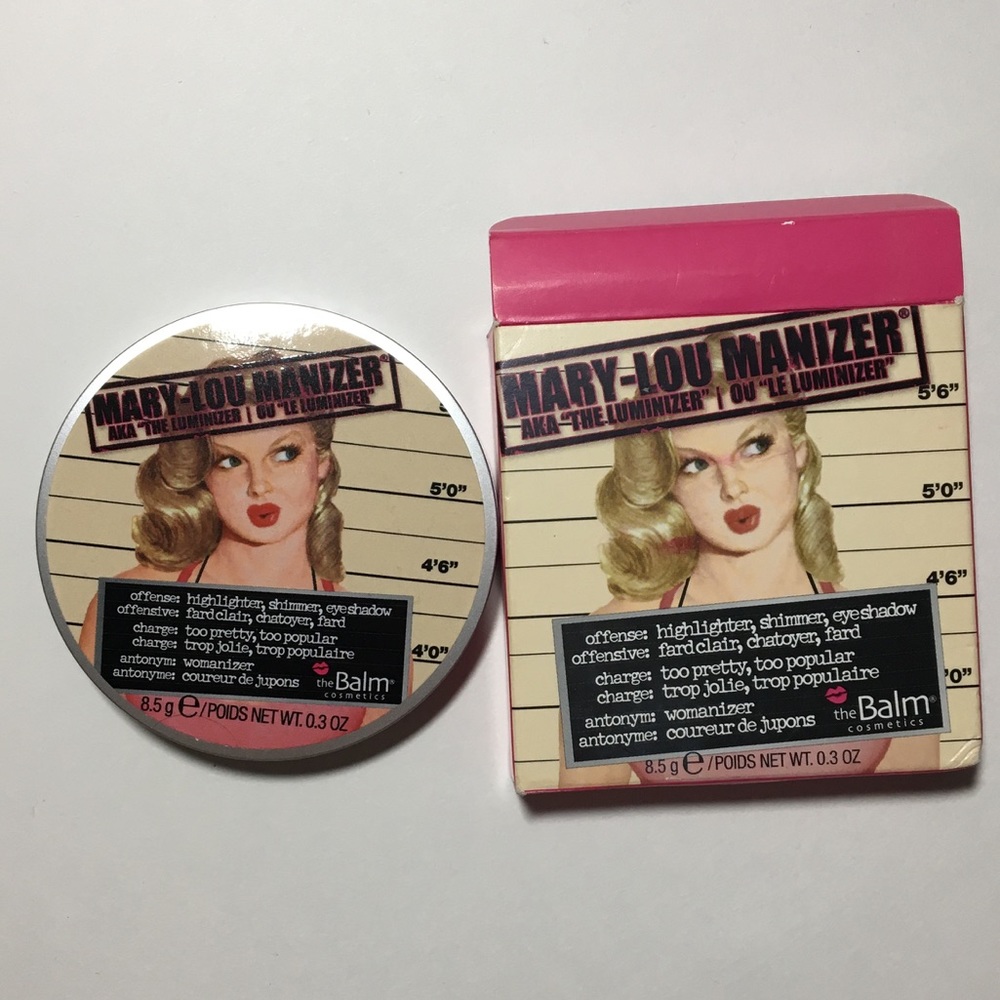 MARY-LOU MANIZER®
AKA "THE LUMINIZER" | OU "LE LUMINIZER"
5'0"
4'6"
4'0"
offense: highlighter, shimmer, eyeshadow
offensive: fard clair, chatoyer, fard
charge: too pretty, too popular
charge: trop jolie, trop populaire
antonym: womanizer
antonyme: coureur de jupons
theBalm®
cosmetics
8.5 g ℮/POIDS NET WT. 0.3 OZ
MARY-LOU MANIZER®
AKA "THE LUMINIZER" | OU "LE LUMINIZER"
5'6"
5'0"
4'6"
'0"
offense: highlighter, shimmer, eyeshadow
offensive: fard clair, chatoyer, fard
charge: too pretty, too popular
charge: trop jolie, trop populaire
antonym: womanizer
antonyme: coureur de jupons
theBalm®
cosmetics
8.5 g ℮/POIDS NET WT. 0.3 OZ